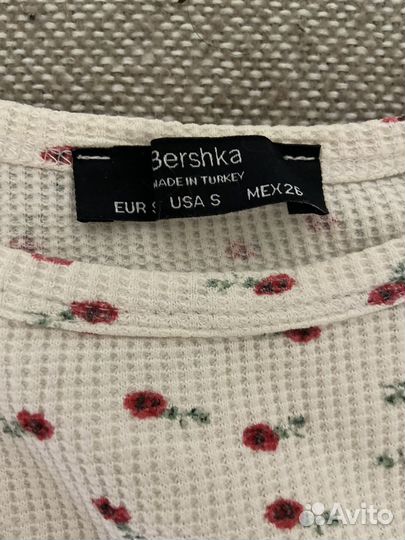 Bershka
MADE IN TURKEY
EUR S USA S MEX 26
Avito